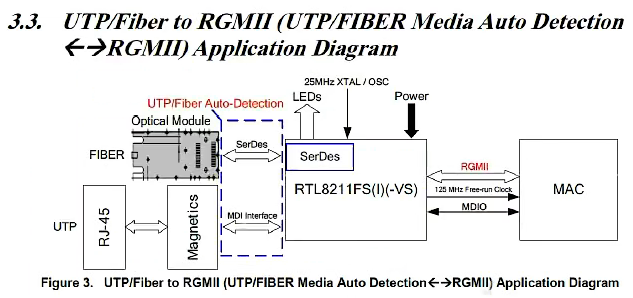 3.3. UTP/Fiber to RGMII (UTP/FIBER Media Auto Detection
←→RGMII) Application Diagram
25MHz XTAL / OSC
LEDs
Power
UTP/Fiber Auto-Detection
Optical Module
FIBER
SerDes
SerDes
RTL8211FS(I)(-VS)
RGMII
125 MHz Free-run Clock
MDIO
MAC
UTP
RJ-45
Magnetics
MDI Interface
Figure 3. UTP/Fiber to RGMII (UTP/FIBER Media Auto Detection←→RGMII) Application Diagram